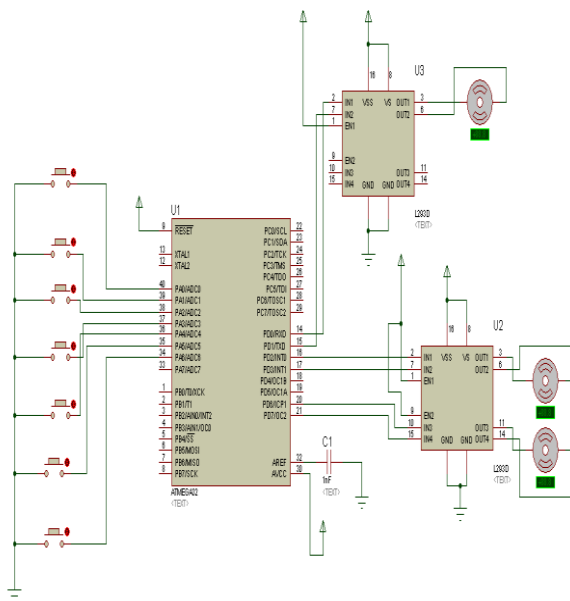 U3
16
8
VSS
VS
2 IN1 OUT1 3
7 IN2 OUT2 6
1 EN1
9 EN2
10 IN3 OUT3 11
15 IN4 OUT4 14
GND GND
L293D
<TEXT>
U1
9 RESET PC0/SCL 22
PC1/SDA 23
13 XTAL1 PC2/TCK 24
12 XTAL2 PC3/TMS 25
PC4/TDO 26
40 PA0/ADC0 PC5/TDI 27
39 PA1/ADC1 PC6/TOSC1 28
38 PA2/ADC2 PC7/TOSC2 29
37 PA3/ADC3
36 PA4/ADC4 PD0/RXD 14
35 PA5/ADC5 PD1/TXD 15
34 PA6/ADC6 PD2/INT0 16
33 PA7/ADC7 PD3/INT1 17
PD4/OC1B 18
1 PB0/T0/XCK PD5/OC1A 19
2 PB1/T1 PD6/ICP1 20
3 PB2/AIN0/INT2 PD7/OC2 21
4 PB3/AIN1/OC0
5 PB4/SS
6 PB5/MOSI
7 PB6/MISO AREF 32
8 PB7/SCK AVCC 30
ATMEGA32
<TEXT>
C1
1nF
<TEXT>
U2
16
8
VSS
VS
2 IN1 OUT1 3
7 IN2 OUT2 6
1 EN1
9 EN2
10 IN3 OUT3 11
15 IN4 OUT4 14
GND GND
L293D
<TEXT>